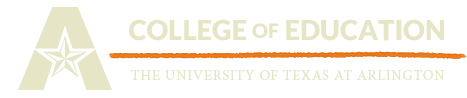 COLLEGE OF EDUCATION
THE UNIVERSITY OF TEXAS AT ARLINGTON